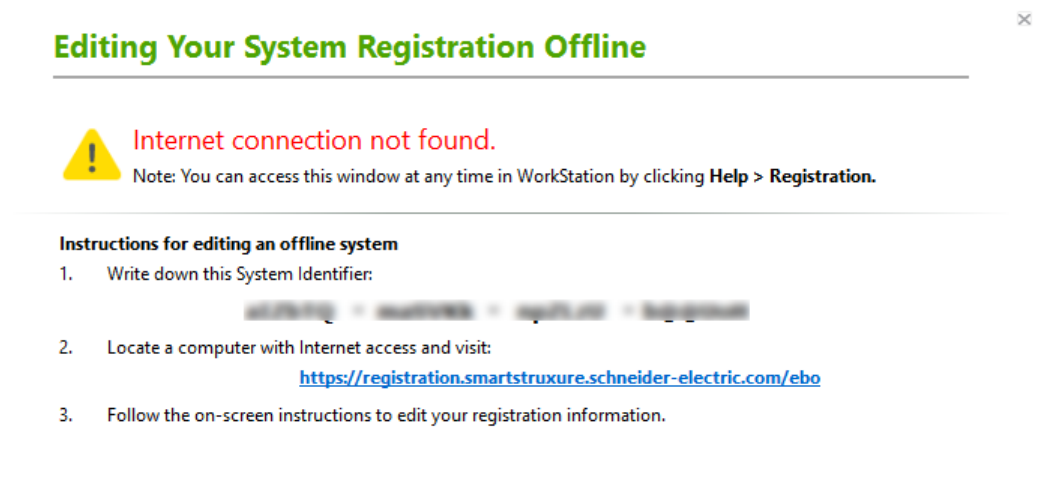 Editing Your System Registration Offline
Internet connection not found.
Note: You can access this window at any time in WorkStation by clicking Help > Registration.
Instructions for editing an offline system
1. Write down this System Identifier:
2. Locate a computer with Internet access and visit:
https://registration.smartstruxure.schneider-electric.com/ebo
3. Follow the on-screen instructions to edit your registration information.